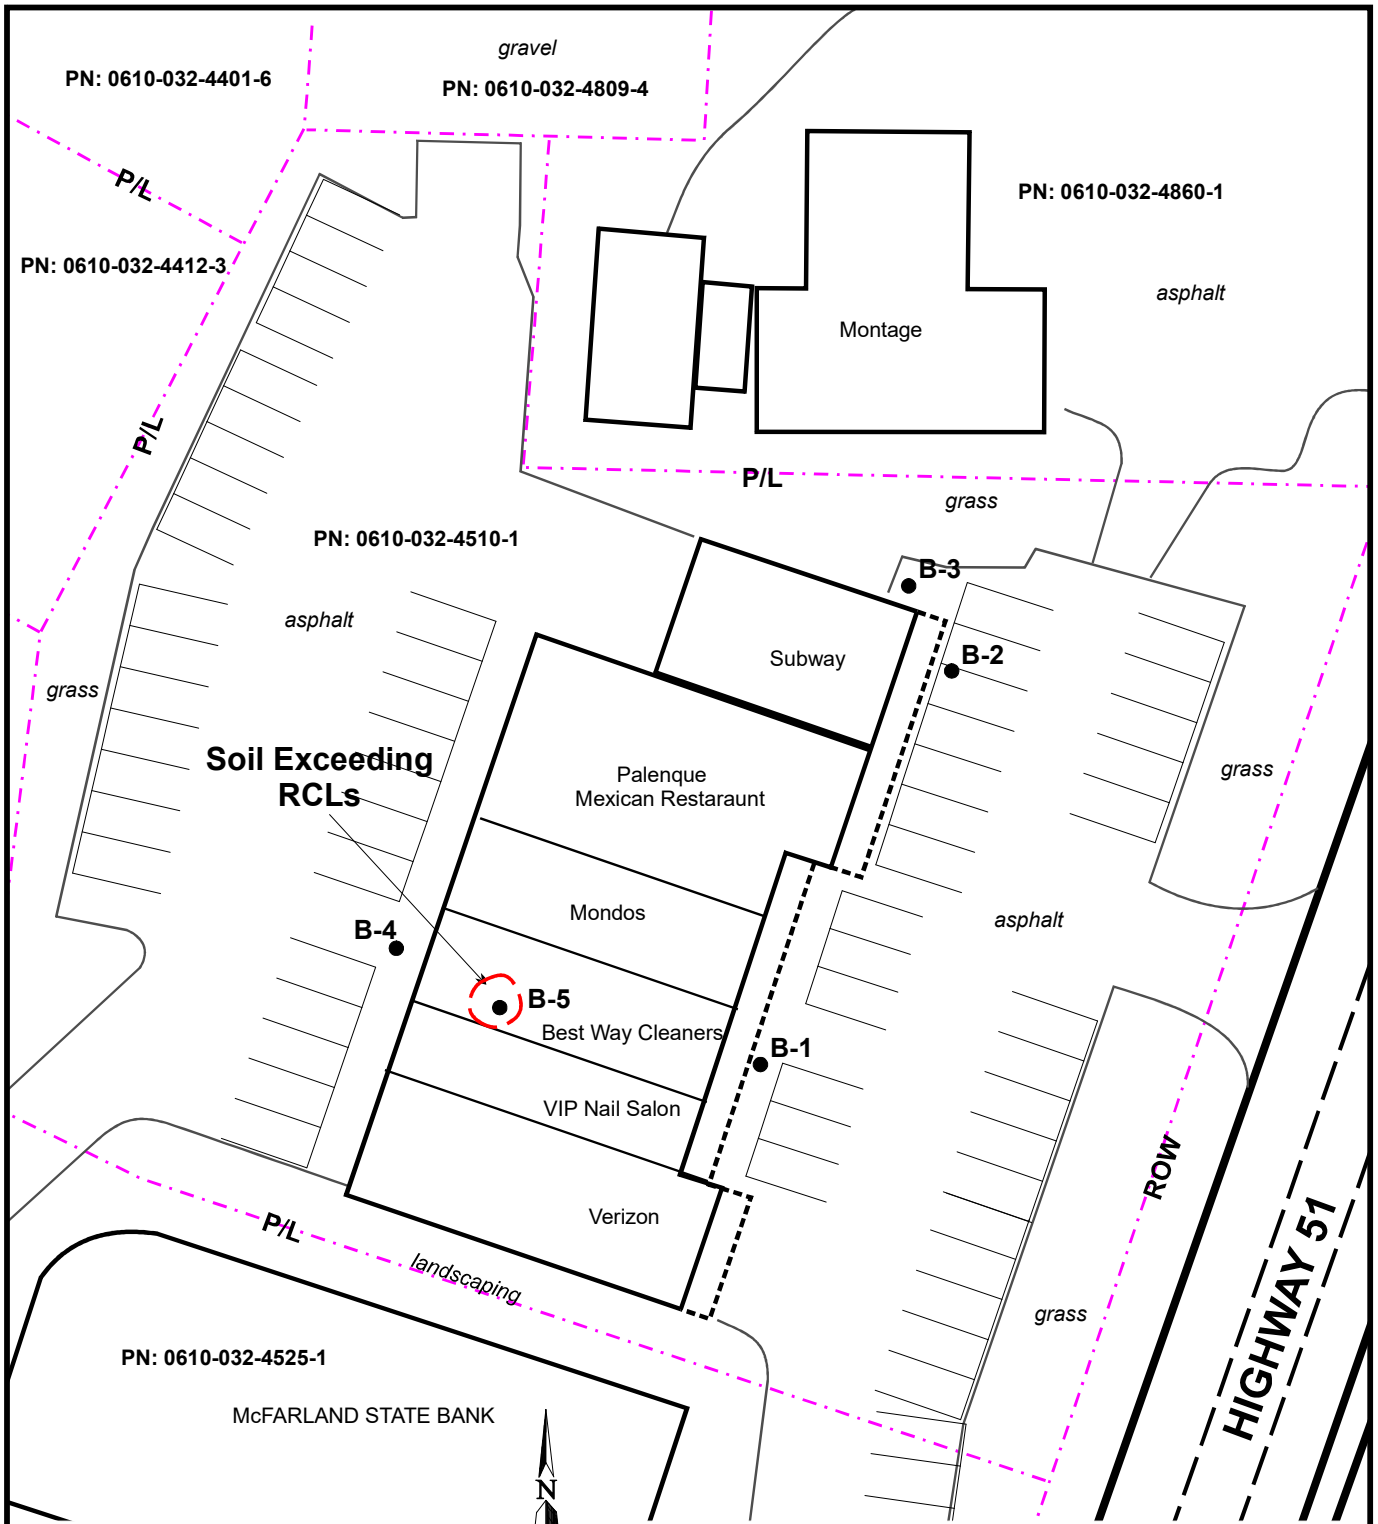 gravel
PN: 0610-032-4401-6
PN: 0610-032-4809-4
P/L
PN: 0610-032-4860-1
PN: 0610-032-4412-3
asphalt
Montage
P/L
P/L
grass
PN: 0610-032-4510-1
B-3
asphalt
Subway
B-2
grass
Soil Exceeding
RCLs
Palenque
Mexican Restaraunt
grass
Mondos
asphalt
B-4
B-5
Best Way Cleaners
B-1
VIP Nail Salon
ROW
Verizon
P/L
landscaping
grass
HIGHWAY 51
PN: 0610-032-4525-1
McFARLAND STATE BANK
N